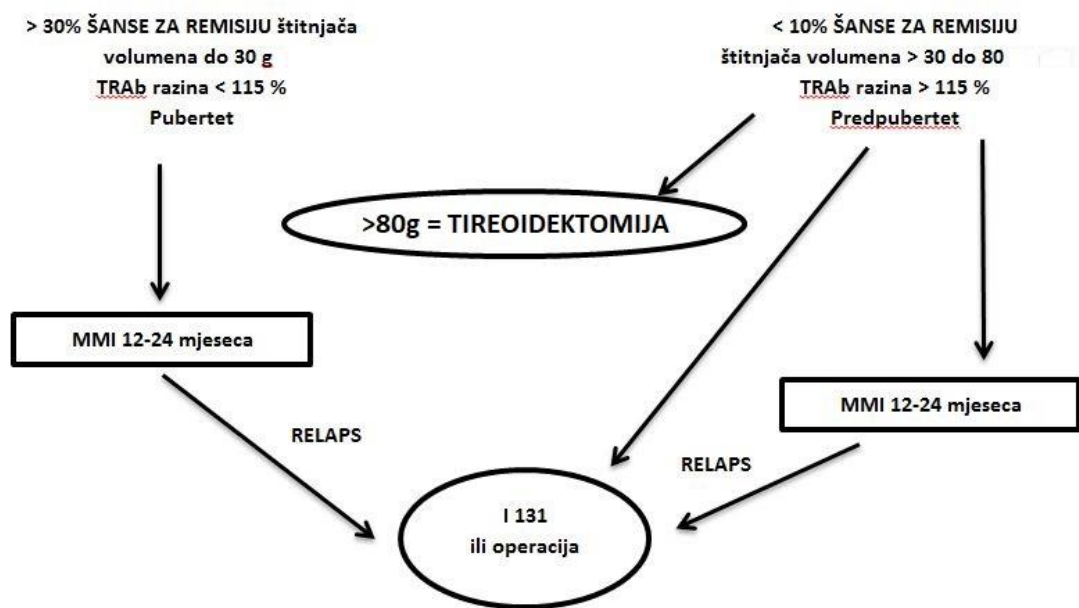 > 30% ŠANSE ZA REMISIJU štitnjača
volumena do 30 g
TRAb razina < 115 %
Pubertet
< 10% ŠANSE ZA REMISIJU
štitnjača volumena > 30 do 80
TRAb razina > 115 %
Predpubertet
>80g = TIREOIDEKTOMIJA
MMI 12-24 mjeseca
MMI 12-24 mjeseca
RELAPS
RELAPS
I 131
ili operacija